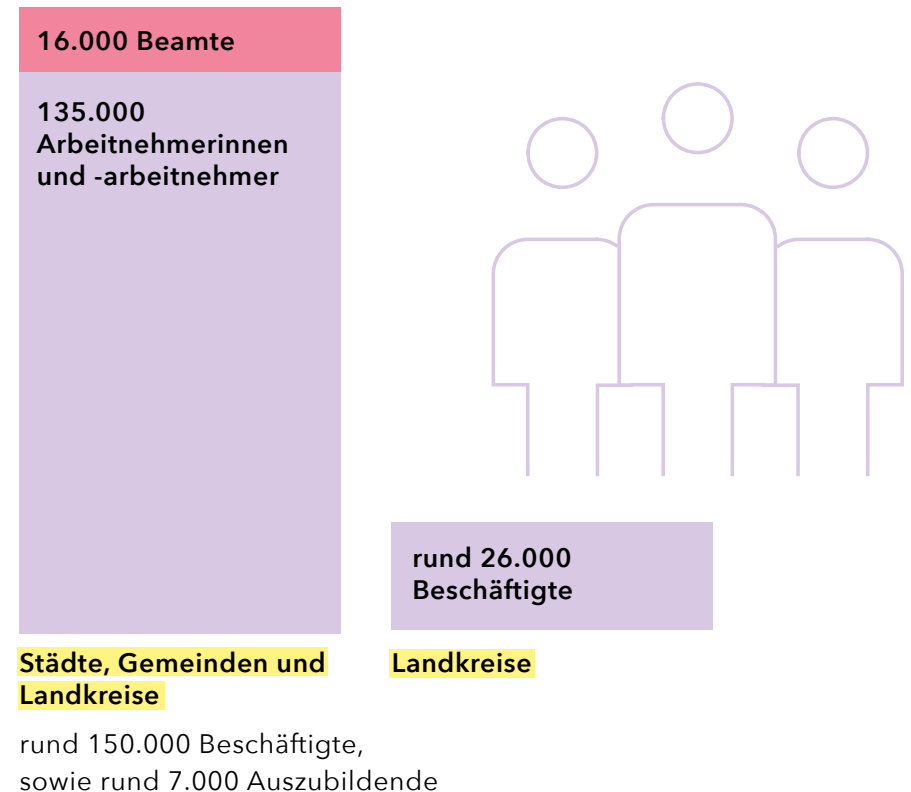 16.000 Beamte
135.000
Arbeitnehmerinnen
und -arbeitnehmer
rund 26.000
Beschäftigte
Städte, Gemeinden und
Landkreise
Landkreise
rund 150.000 Beschäftigte,
sowie rund 7.000 Auszubildende